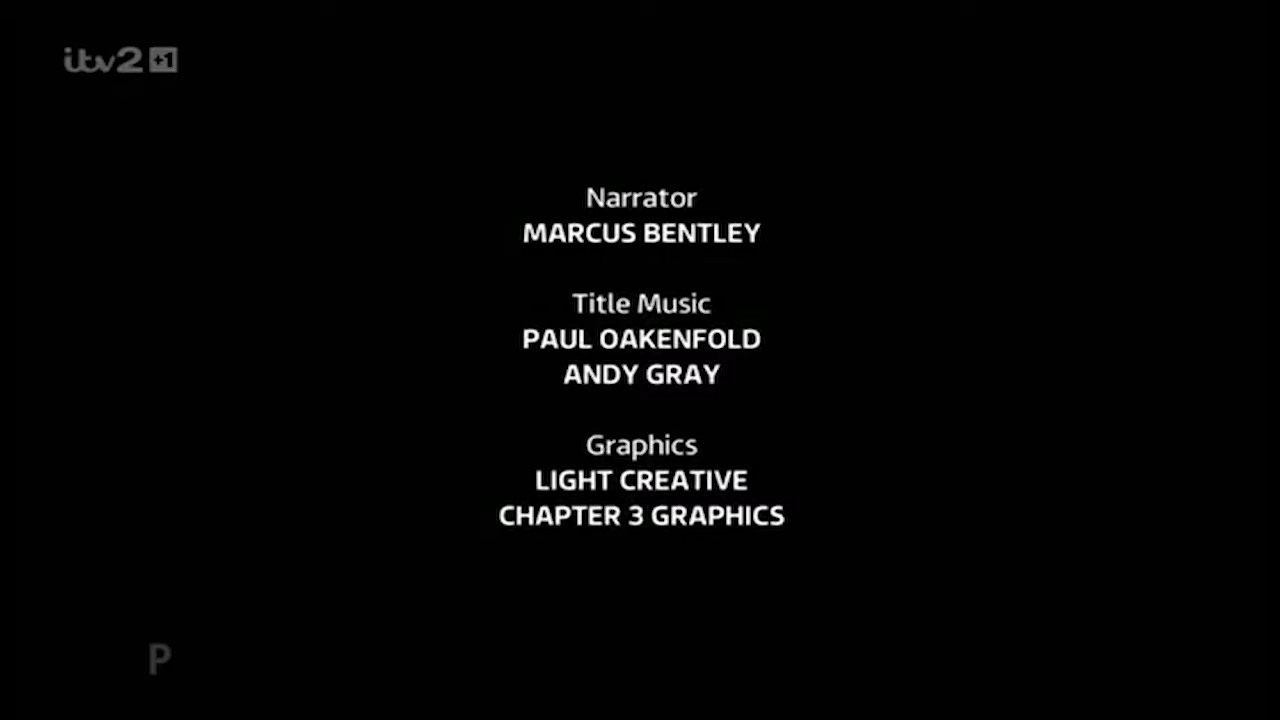 itv2 +1
Narrator
MARCUS BENTLEY
Title Music
PAUL OAKENFOLD
ANDY GRAY
Graphics
LIGHT CREATIVE
CHAPTER 3 GRAPHICS
P